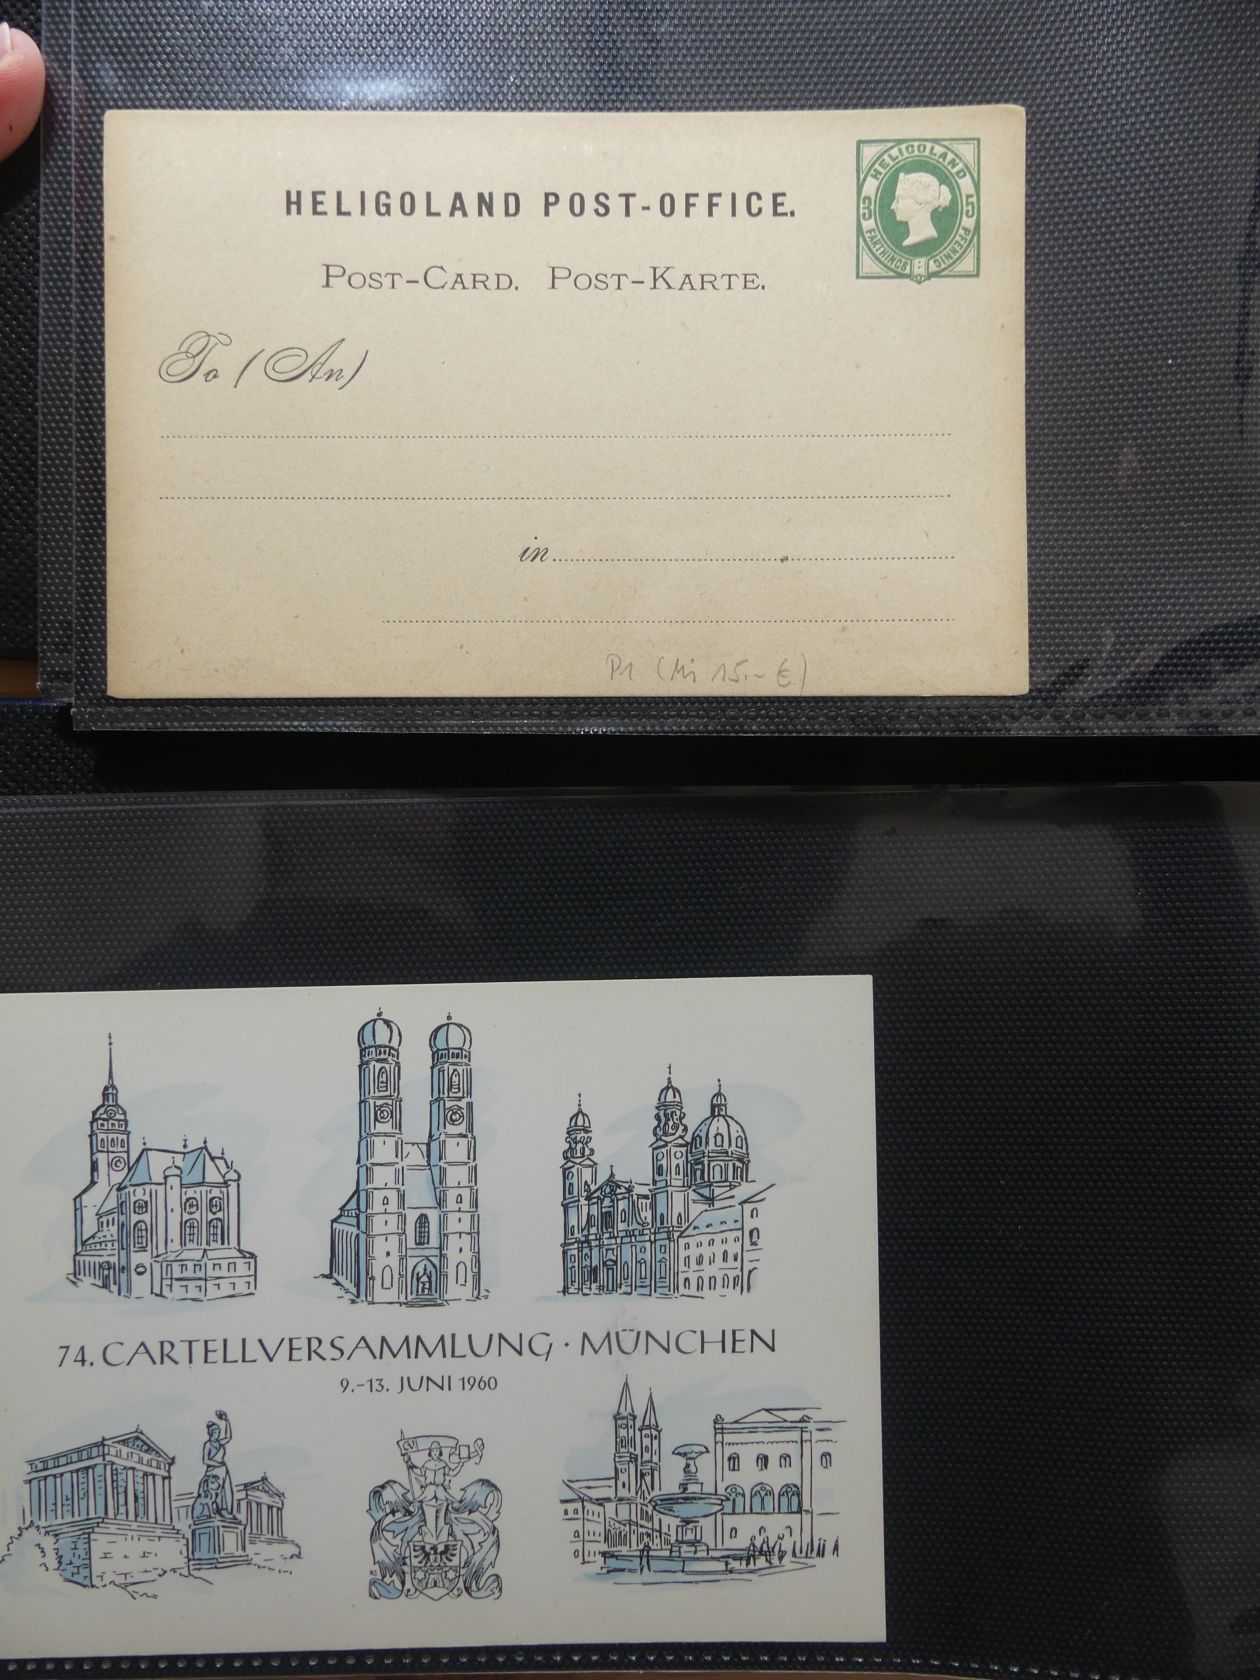 HELIGOLAND POST-OFFICE.
HELIGOLAND
3 5
FARTHINGS PFENNIG
POST-CARD. POST-KARTE.
To (An)
in
P1 (Mi 15.- €)
74. CARTELLVERSAMMLUNG · MÜNCHEN
9.-13. JUNI 1960